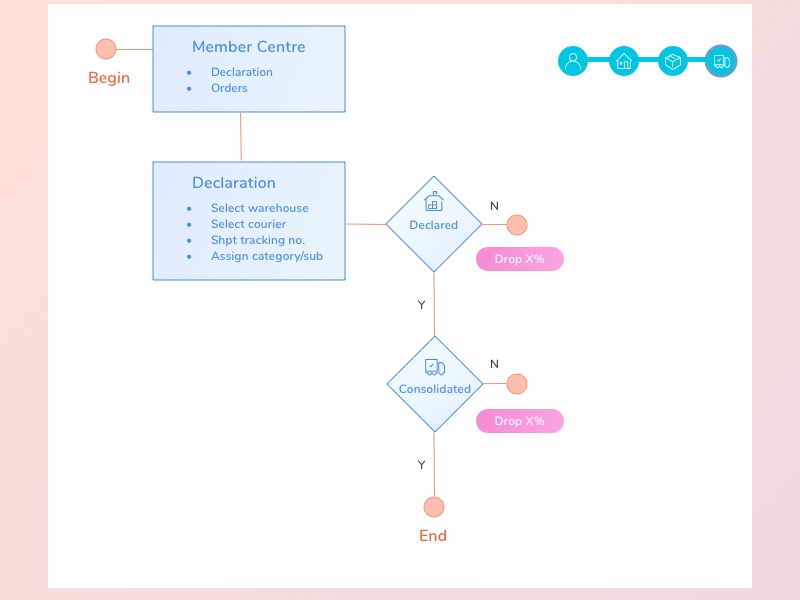 Begin
Member Centre
Declaration
Orders
Declaration
Select warehouse
Select courier
Shpt tracking no.
Assign category/sub
Declared
N
Drop X%
Y
Consolidated
N
Drop X%
Y
End